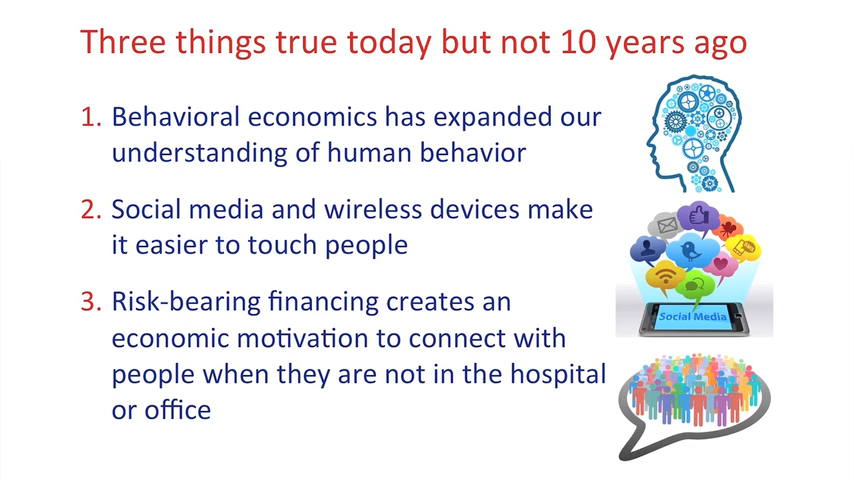 Three things true today but not 10 years ago
1. Behavioral economics has expanded our
understanding of human behavior
2. Social media and wireless devices make
it easier to touch people
Social Media
3. Risk-bearing financing creates an
economic motivation to connect with
people when they are not in the hospital
or office